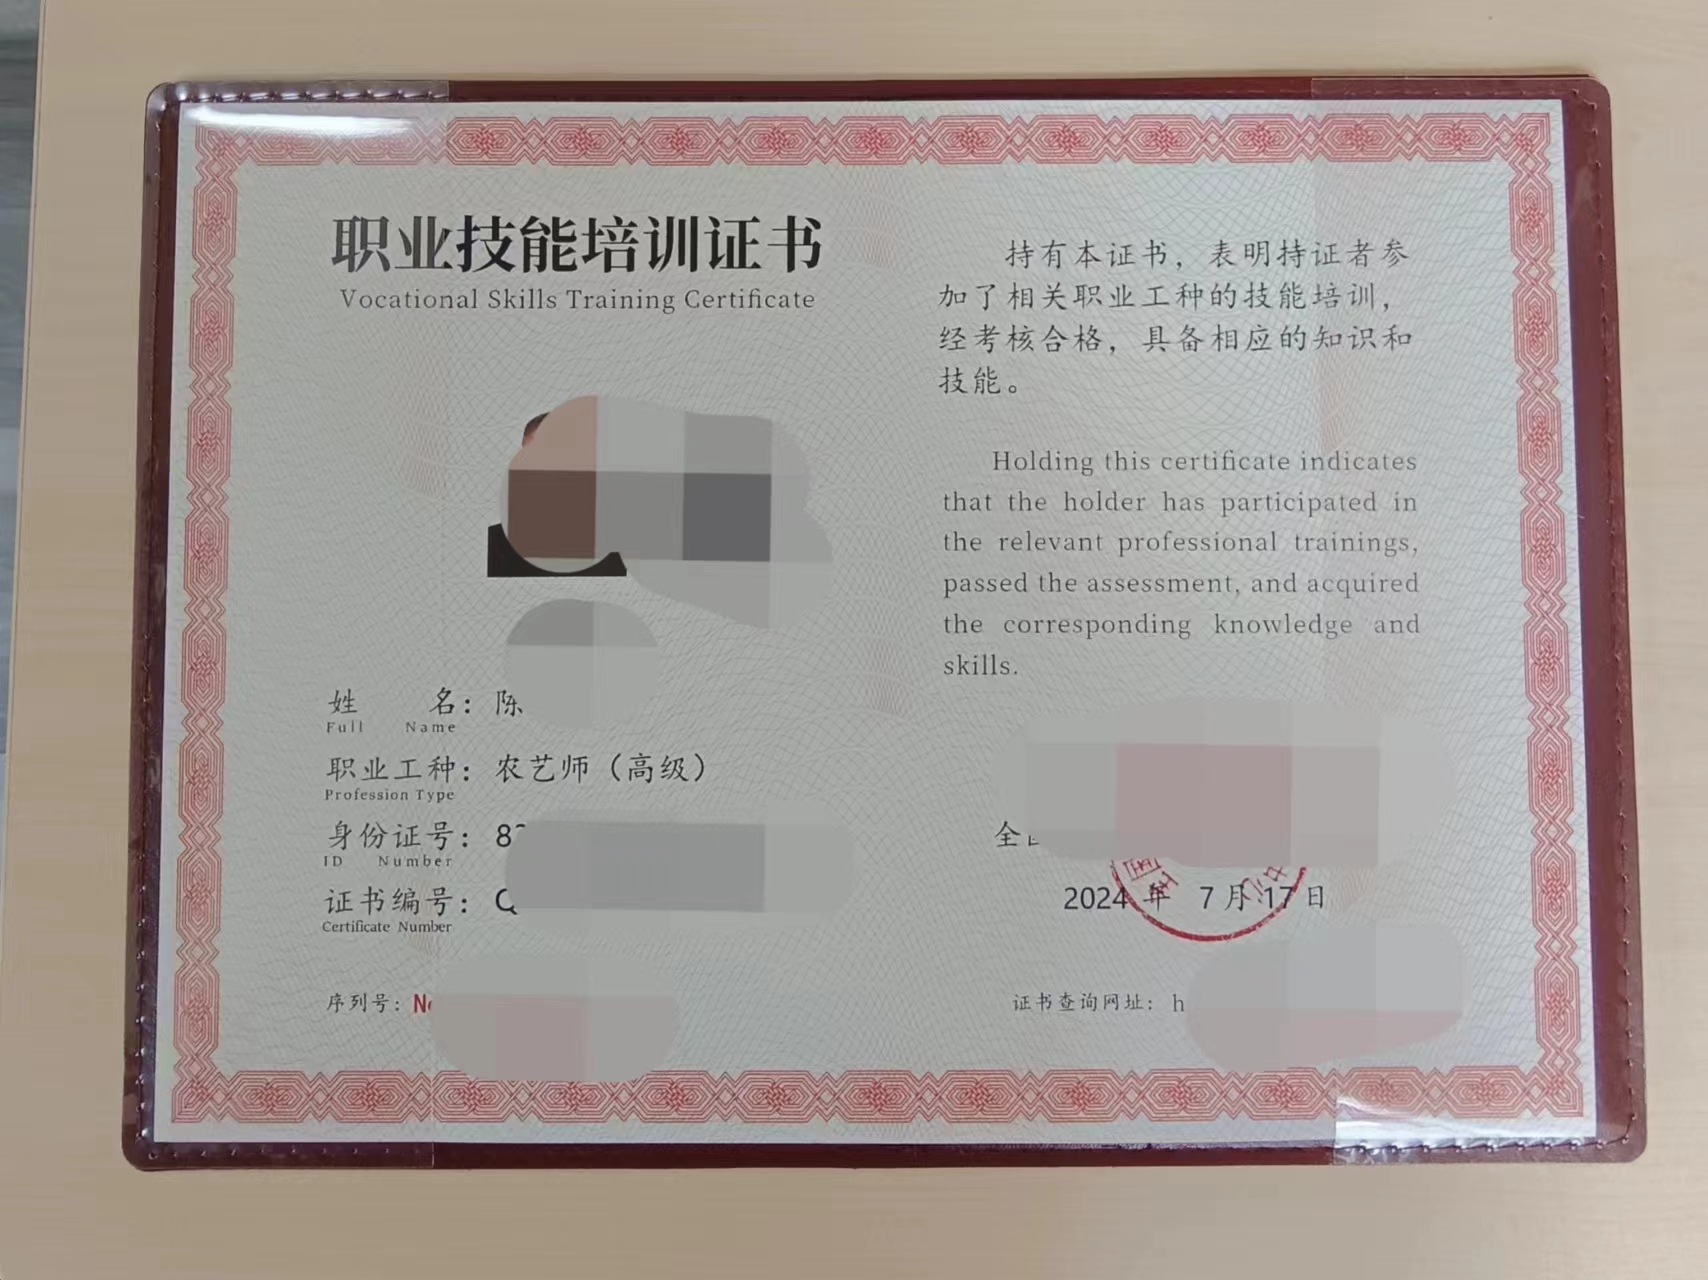 职业技能培训证书
Vocational Skills Training Certificate
姓 名：陈
Full Name
职业工种：农艺师（高级）
Profession Type
身份证号：8
ID Number
证书编号：Q
Certificate Number
序列号：No
持有本证书，表明持证者参
加了相关职业工种的技能培训，
经考核合格，具备相应的知识和
技能。
Holding this certificate indicates
that the holder has participated in
the relevant professional trainings,
passed the assessment, and acquired
the corresponding knowledge and
skills.
全
2024 年 7 月 17 日
证书查询网址：h